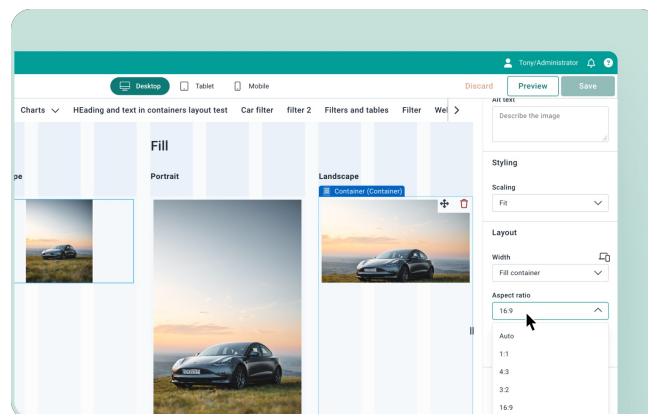 Tony/Administrator
Desktop
Tablet
Mobile
Discard
Preview
Save
Charts
HEading and text in containers layout test
Car filter
filter 2
Filters and tables
Filter
Wel
Alt text
Describe the image
Fill
pe
Portrait
Landscape
Container (Container)
Styling
Scaling
Fit
Layout
Width
Fill container
Aspect ratio
16:9
Auto
1:1
4:3
3:2
16:9